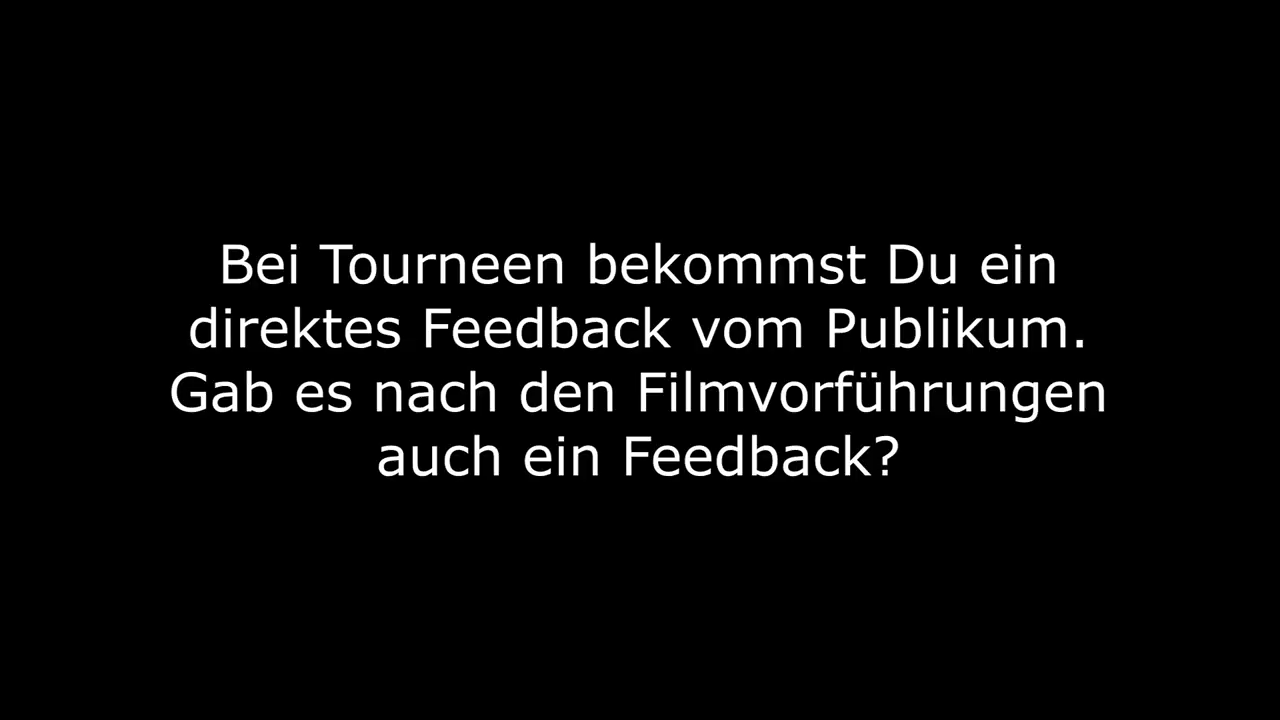 Bei Tourneen bekommst Du ein
direktes Feedback vom Publikum.
Gab es nach den Filmvorführungen
auch ein Feedback?